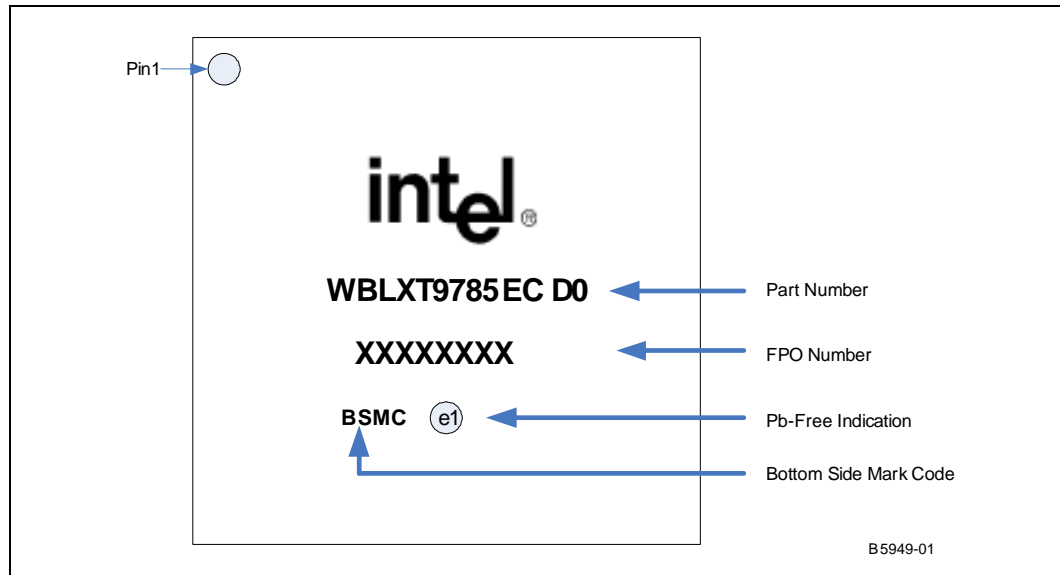 Pin1
intel®
WBLXT9785EC D0
Part Number
XXXXXXXX
FPO Number
BSMC e1
Pb-Free Indication
Bottom Side Mark Code
B5949-01